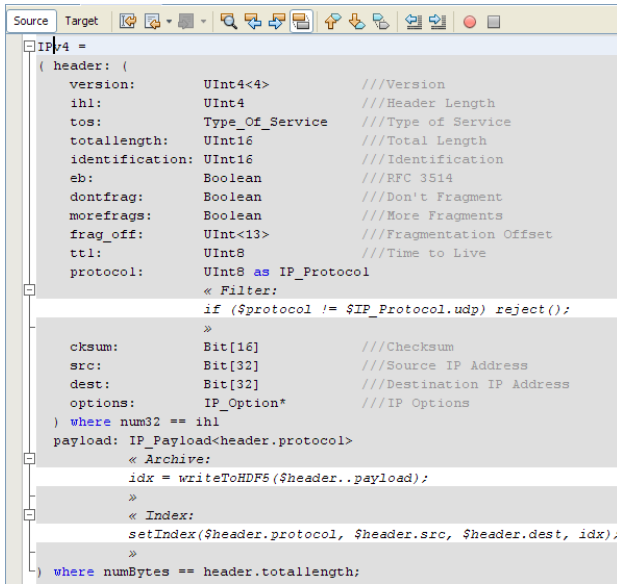 Source Target
IPv4 =
( header: (
version: UInt4<4> ///Version
ihl: UInt4 ///Header Length
tos: Type_Of_Service ///Type of Service
totallength: UInt16 ///Total Length
identification: UInt16 ///Identification
eb: Boolean ///RFC 3514
dontfrag: Boolean ///Don't Fragment
morefrags: Boolean ///More Fragments
frag_off: UInt<13> ///Fragmentation Offset
ttl: UInt8 ///Time to Live
protocol: UInt8 as IP_Protocol
« Filter:
if ($protocol != $IP_Protocol.udp) reject();
»
cksum: Bit[16] ///Checksum
src: Bit[32] ///Source IP Address
dest: Bit[32] ///Destination IP Address
options: IP_Option* ///IP Options
) where num32 == ihl
payload: IP_Payload<header.protocol>
« Archive:
idx = writeToHDF5($header..payload);
»
« Index:
setIndex($header.protocol, $header.src, $header.dest, idx);
»
) where numBytes == header.totallength;